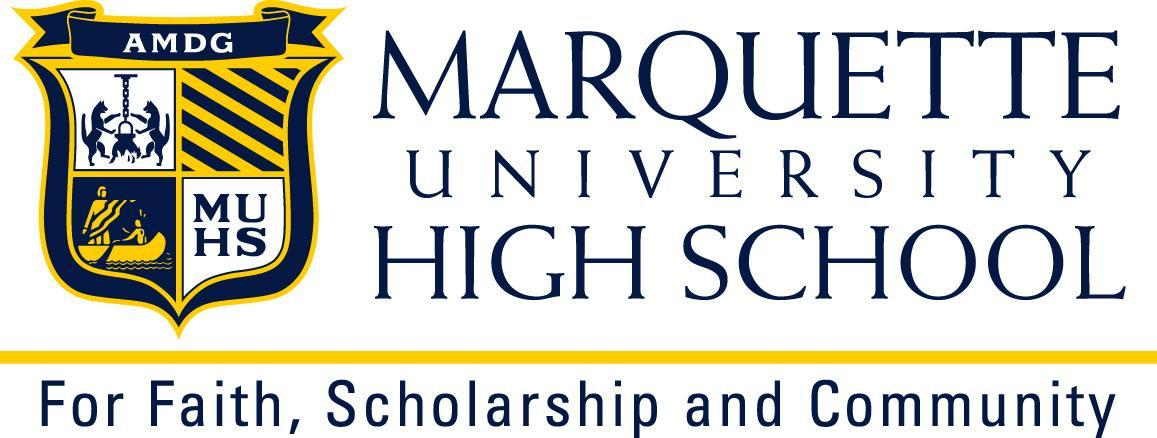 AMDG
MU
HS
MARQUETTE
UNIVERSITY
HIGH SCHOOL
For Faith, Scholarship and Community